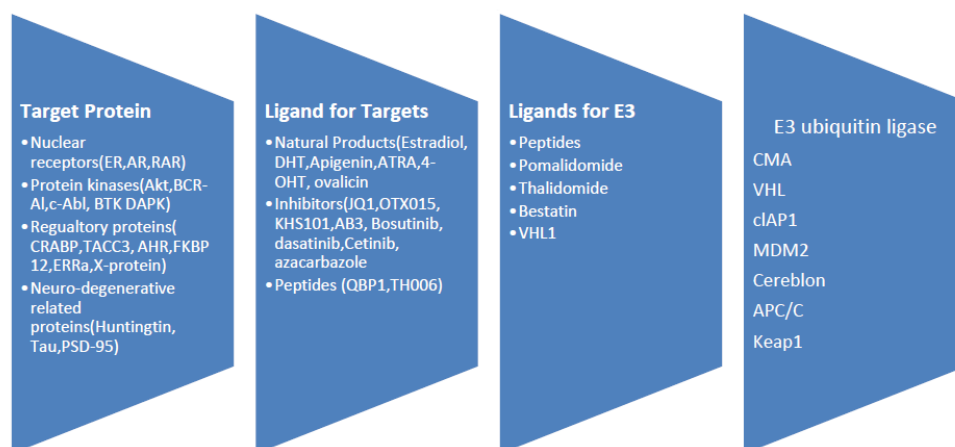 Target Protein
•Nuclear
receptors(ER,AR,RAR)
•Protein kinases(Akt,BCR-
Al,c-Abl, BTK DAPK)
•Regualtory proteins(
CRABP,TACC3, AHR,FKBP
12,ERRa,X-protein)
•Neuro-degenerative
related
proteins(Huntingtin,
Tau,PSD-95)
Ligand for Targets
•Natural Products(Estradiol,
DHT,Apigenin,ATRA,4-
OHT, ovalicin
•Inhibitors(JQ1,OTX015,
KHS101,AB3, Bosutinib,
dasatinib,Cetinib,
azacarbazole
•Peptides (QBP1,TH006)
Ligands for E3
•Peptides
•Pomalidomide
•Thalidomide
•Bestatin
•VHL1
E3 ubiquitin ligase
CMA
VHL
clAP1
MDM2
Cereblon
APC/C
Keap1